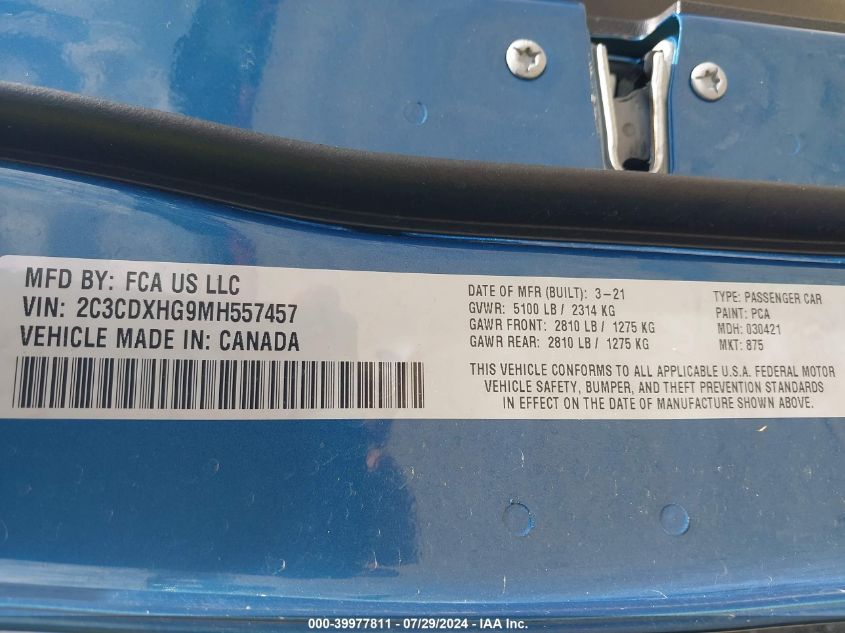 MFD BY: FCA US LLC
VIN: 2C3CDXHG9MH557457
VEHICLE MADE IN: CANADA
DATE OF MFR (BUILT): 3-21
GVWR: 5100 LB / 2314 KG
GAWR FRONT: 2810 LB / 1275 KG
GAWR REAR: 2810 LB / 1275 KG
TYPE: PASSENGER CAR
PAINT: PCA
MDH: 030421
MKT: 875
THIS VEHICLE CONFORMS TO ALL APPLICABLE U.S.A. FEDERAL MOTOR
VEHICLE SAFETY, BUMPER, AND THEFT PREVENTION STANDARDS
IN EFFECT ON THE DATE OF MANUFACTURE SHOWN ABOVE.
000-39977811 - 07/29/2024 - IAA Inc.